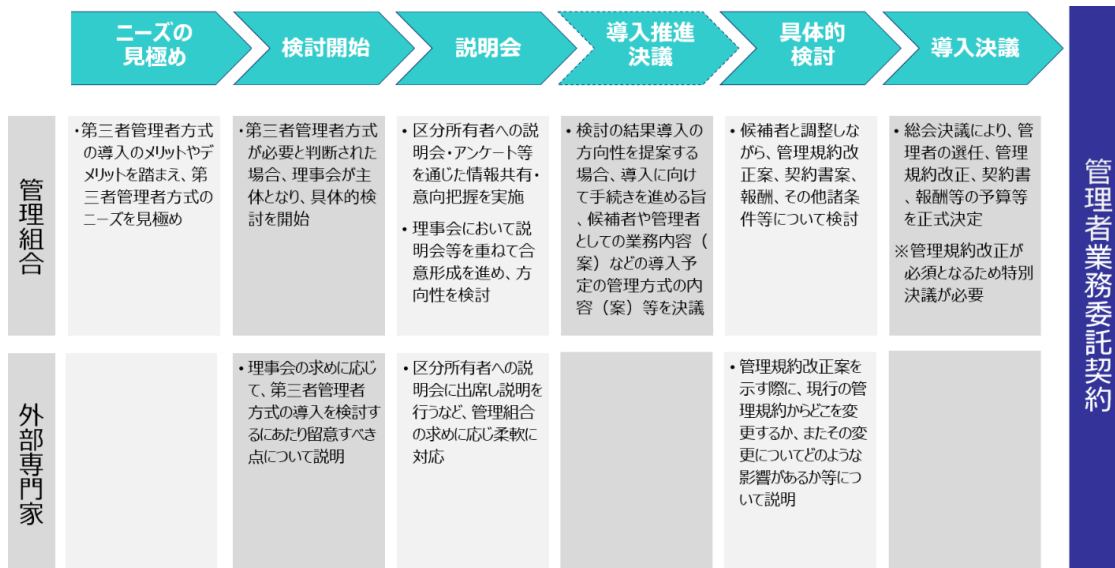 ニーズの
見極め
検討開始
説明会
導入推進
決議
具体的
検討
導入決議
管理組合
・第三者管理者方式
の導入のメリットやデ
メリットを踏まえ、第
三者管理者方式の
ニーズを見極め
・第三者管理者方式
が必要と判断された
場合、理事会が主
体となり、具体的検
討を開始
・区分所有者への説
明会・アンケート等
を通じた情報共有・
意向把握を実施
・理事会において説
明会等を重ねて合
意形成を進め、方
向性を検討
・検討の結果導入の
方向性を提案する
場合、導入に向け
て手続きを進める旨
、候補者や管理者
としての業務内容（
案）などの導入予
定の管理方式の内
容（案）等を決議
・候補者と調整しな
がら、管理規約改
正案、契約書案、
報酬、その他諸条
件等について検討
・総会決議により、管
理者の選任、管理
規約改正、契約書
、報酬等の予算等
を正式決定
※管理規約改正が
必須となるため特別
決議が必要
外部専門家
・理事会の求めに応じ
て、第三者管理者
方式の導入を検討す
るにあたり留意すべき
点について説明
・区分所有者への説
明会に出席し説明を
行うなど、管理組合
の求めに応じ柔軟に
対応
・管理規約改正案を
示す際に、現行の管
理規約からどこを変
更するか、またその変
更についてどのような
影響があるか等につ
いて説明
管理者業務委託契約